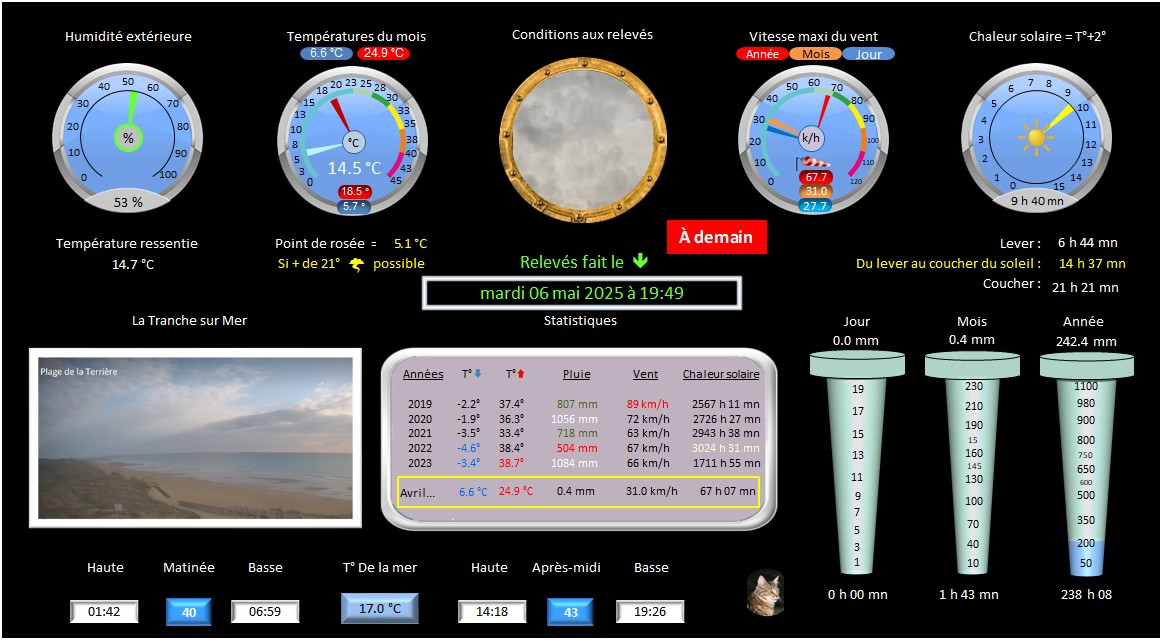 Humidité extérieure
Températures du mois
Conditions aux relevés
Vitesse maxi du vent
Chaleur solaire = T°+2°
6.6 °C 24.9 °C
Année Mois Jour
0 10 20 30 40 50 60 70 80 90 100
%
53 %
0 3 5 8 10 13 15 18 20 23 25 28 30 33 35 38 40 43 45
°C
14.5 °C
18.5 °
5.7 °
0 10 20 30 40 50 60 70 80 90 100 110 120
k/h
67.7
31.0
27.7
0 1 2 3 4 5 6 7 8 9 10 11 12 13 14 15
9 h 40 mn
Température ressentie
14.7 °C
Point de rosée = 5.1 °C
Si + de 21° possible
À demain
Relevés fait le
mardi 06 mai 2025 à 19:49
Lever : 6 h 44 mn
Du lever au coucher du soleil : 14 h 37 mn
Coucher : 21 h 21 mn
La Tranche sur Mer
Plage de la Terrière
Statistiques
Années T° T° Pluie Vent Chaleur solaire
2019 -2.2° 37.4° 807 mm 89 km/h 2567 h 11 mn
2020 -1.9° 36.3° 1056 mm 72 km/h 2726 h 27 mn
2021 -3.5° 33.4° 718 mm 63 km/h 2943 h 38 mn
2022 -4.6° 38.4° 504 mm 67 km/h 3024 h 31 mn
2023 -3.4° 38.7° 1084 mm 66 km/h 1711 h 55 mn
Avril... 6.6 °C 24.9 °C 0.4 mm 31.0 km/h 67 h 07 mn
Jour
0.0 mm
19
17
15
13
11
9
7
5
3
1
0 h 00 mn
Mois
0.4 mm
230
210
190
15
160
145
130
100
70
40
10
1 h 43 mn
Année
242.4 mm
1100
980
900
800
750
650
600
500
350
200
50
238 h 08
Haute Matinée Basse
01:42 40 06:59
T° De la mer
17.0 °C
Haute Après-midi Basse
14:18 43 19:26